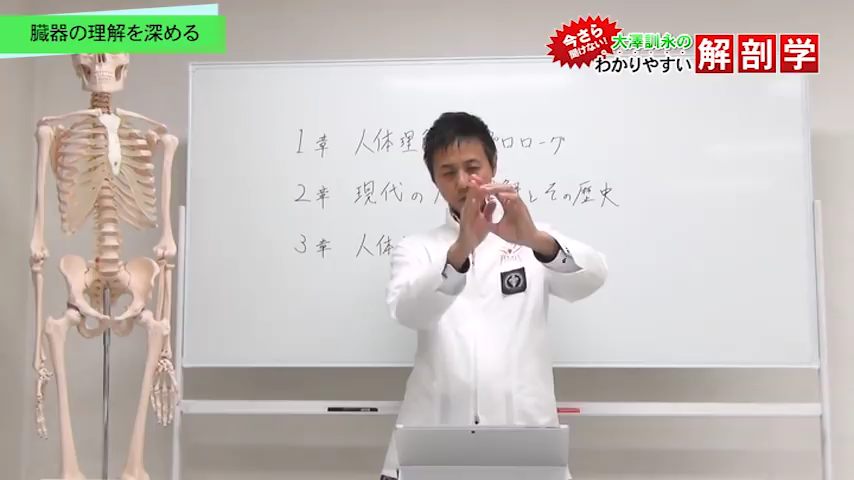 臓器の理解を深める
今さら
聞けない!
大澤訓永の
わかりやすい
解剖学
1章 人体理 プロローグ
2章 現代の とその歴史
3章 人体